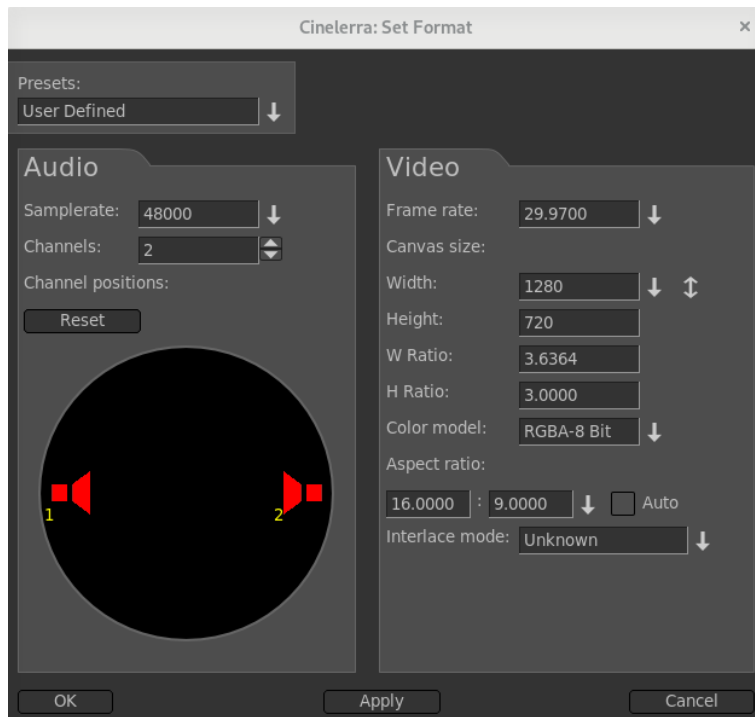 Cinelerra: Set Format
×
Presets:
User Defined
Audio
Samplerate: 48000
Channels: 2
Channel positions:
Reset
1 2
Video
Frame rate: 29.9700
Canvas size:
Width: 1280
Height: 720
W Ratio: 3.6364
H Ratio: 3.0000
Color model: RGBA-8 Bit
Aspect ratio:
16.0000 : 9.0000 Auto
Interlace mode: Unknown
OK Apply Cancel